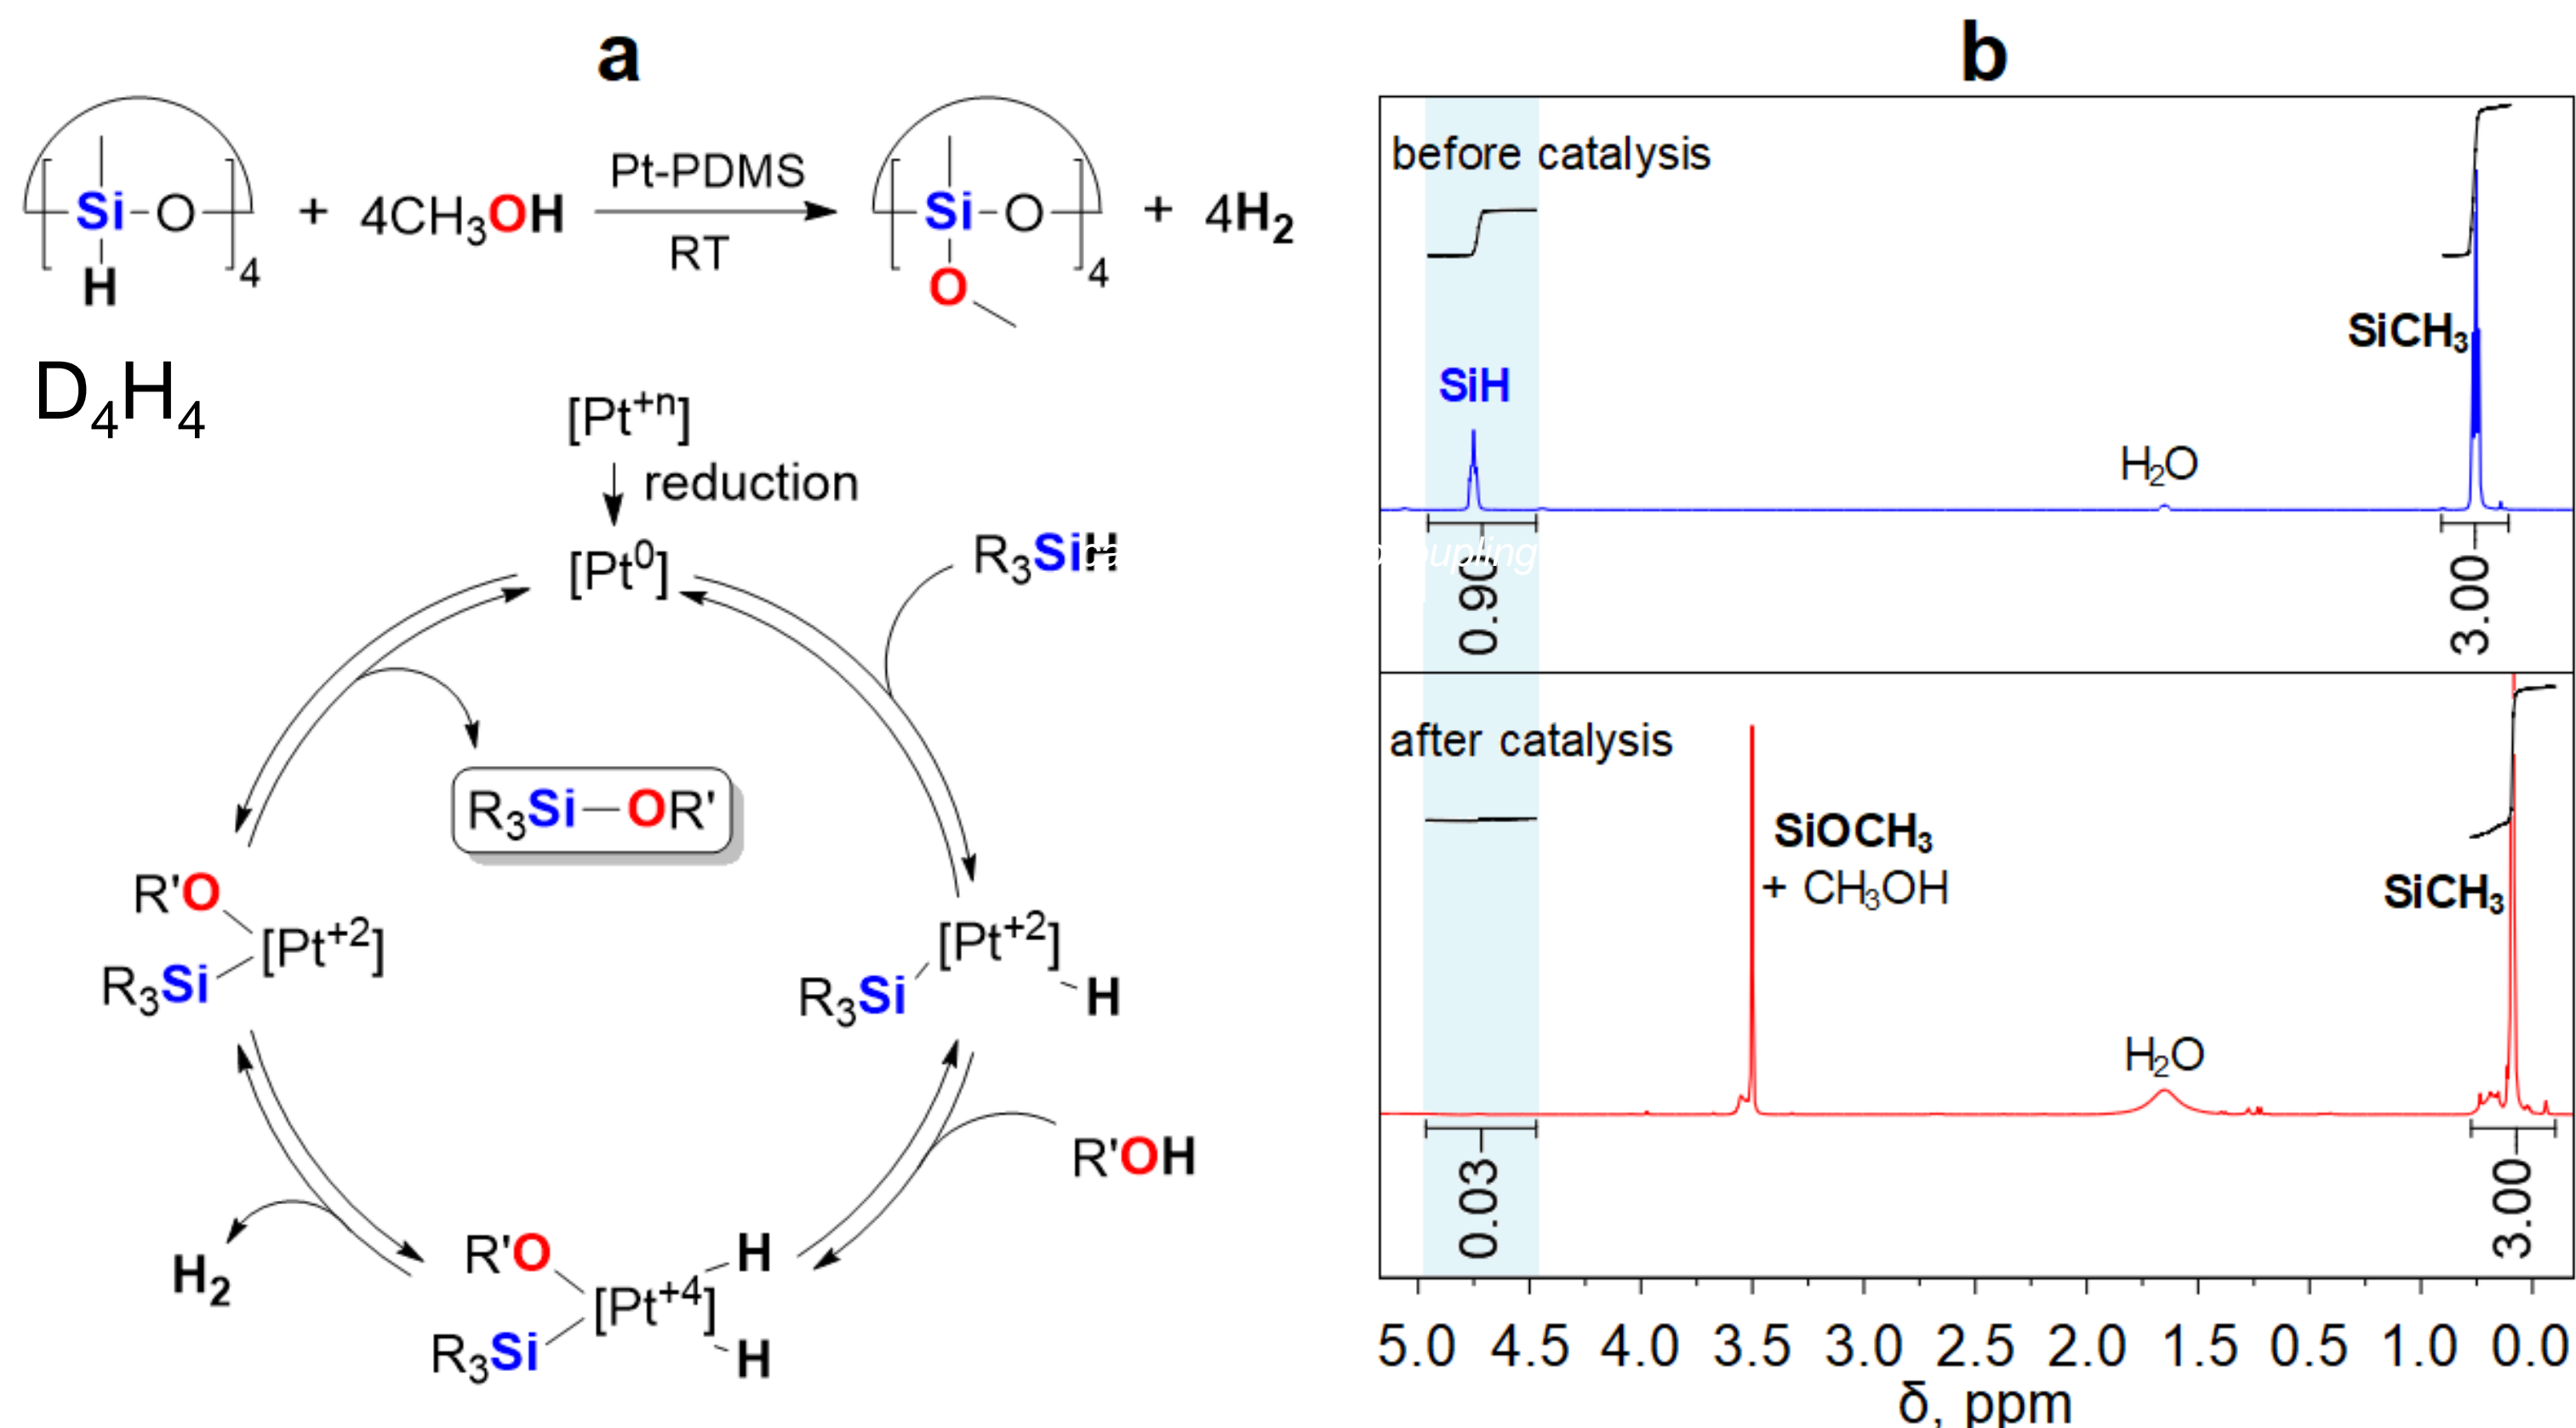 a
[Si-O]4 + 4CH3OH Pt-PDMS RT [Si-O]4 + 4H2
H
O
D4H4
[Pt+n]
reduction
[Pt0]
R3SiH
R3Si—OR'
R'O
[Pt+2]
R3Si
[Pt+2]
R3Si
H
R'OH
H2
R'O
H
[Pt+4]
R3Si
H
b
before catalysis
SiH
SiCH3
H2O
upling
0.90
3.00
after catalysis
SiOCH3
+ CH3OH
SiCH3
H2O
0.03
3.00
5.0 4.5 4.0 3.5 3.0 2.5 2.0 1.5 0.5 1.0 0.0
δ, ppm